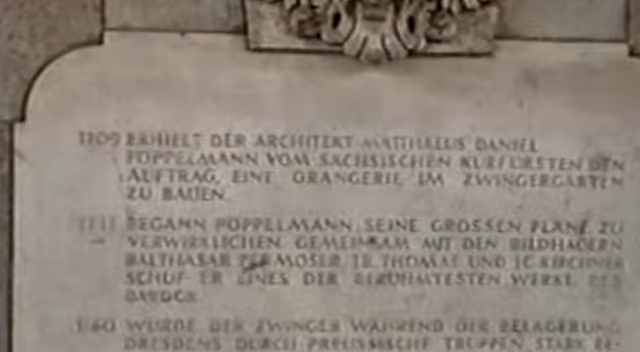 1709 ERHIELT DER ARCHITEKT MATTHAEUS DANIEL
PÖPPELMANN VOM SÄCHSISCHEN KURFÜRSTEN DEN
AUFTRAG, EINE ORANGERIE IM ZWINGERGARTEN
ZU BAUEN.
BEGANN PÖPPELMANN, SEINE GROSSEN PLÄNE ZU
VERWIRKLICHEN. GEMEINSAM MIT DEN BILDHAUERN
BALTHASAR PERMOSER, J.B. THOMAE UND J.C. KIRCHNER
SCHUF ER EINES DER BERÜHMTESTEN WERKE DES
BAROCK.
1760 WURDE DER ZWINGER WÄHREND DER BELAGERUNG
DRESDENS DURCH PREUSSISCHE TRUPPEN STARK BE-